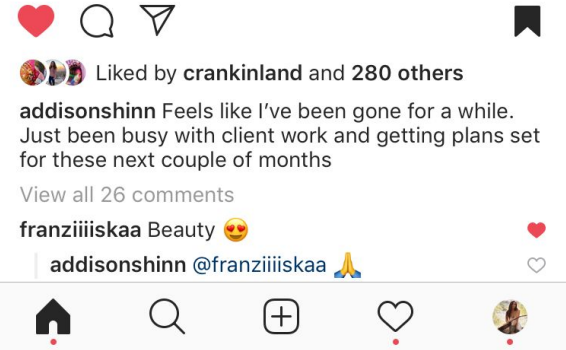 Liked by crankinland and 280 others
addisonshinn Feels like I’ve been gone for a while.
Just been busy with client work and getting plans set
for these next couple of months
View all 26 comments
franziiiiskaa Beauty 😍
addisonshinn @franziiiiskaa 🙏